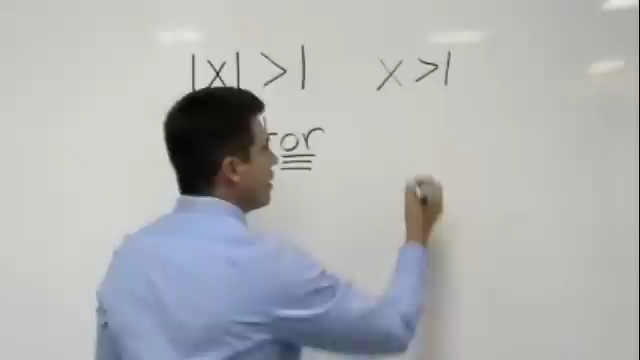 |x| >1 x >1
or